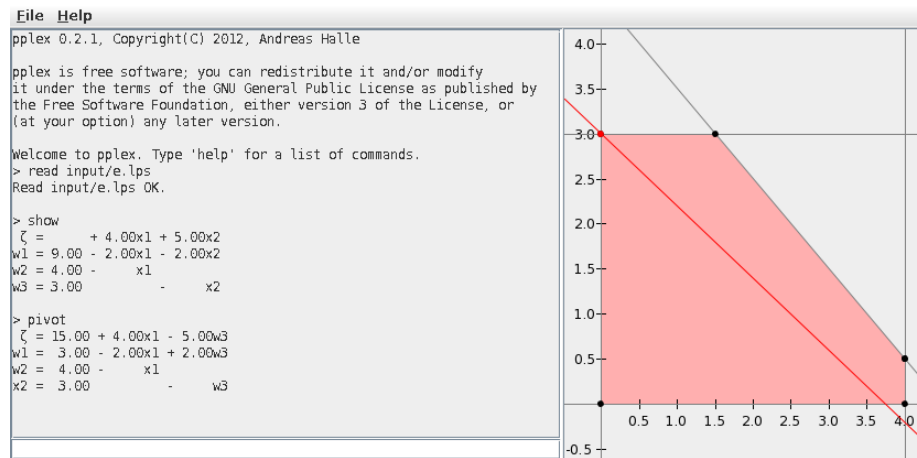 File Help
pplex 0.2.1, Copyright(C) 2012, Andreas Halle
pplex is free software; you can redistribute it and/or modify
it under the terms of the GNU General Public License as published by
the Free Software Foundation, either version 3 of the License, or
(at your option) any later version.
Welcome to pplex. Type 'help' for a list of commands.
> read input/e.lps
Read input/e.lps OK.
> show
ζ =      + 4.00x1 + 5.00x2
w1 = 9.00 - 2.00x1 - 2.00x2
w2 = 4.00 -     x1
w3 = 3.00        -     x2
> pivot
ζ = 15.00 + 4.00x1 - 5.00w3
w1 =  3.00 - 2.00x1 + 2.00w3
w2 =  4.00 -     x1
x2 =  3.00        -     w3
4.0
3.5
3.0
2.5
2.0
1.5
1.0
0.5
0.5 1.0 1.5 2.0 2.5 3.0 3.5 4.0
-0.5